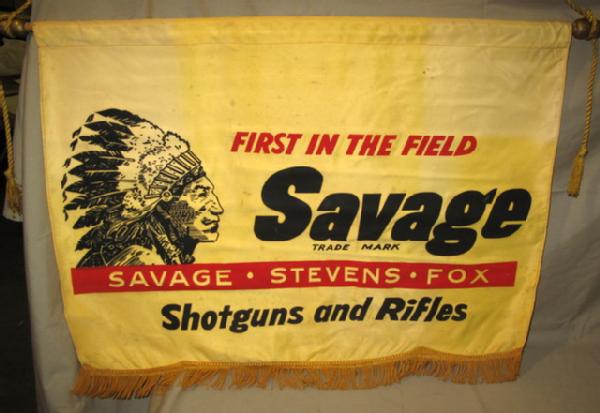 FIRST IN THE FIELD
Savage
TRADE MARK
SAVAGE · STEVENS · FOX
Shotguns and Rifles